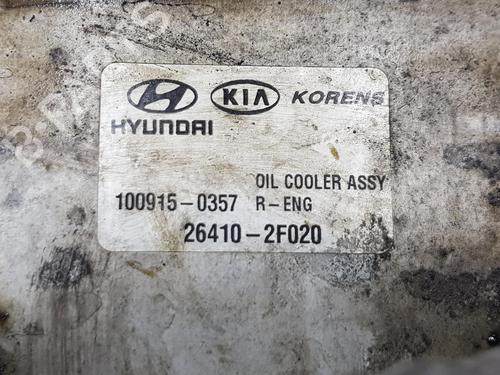 KIA KORENS
HYUNDAI
OIL COOLER ASSY
100915-0357 R-ENG
26410-2F020